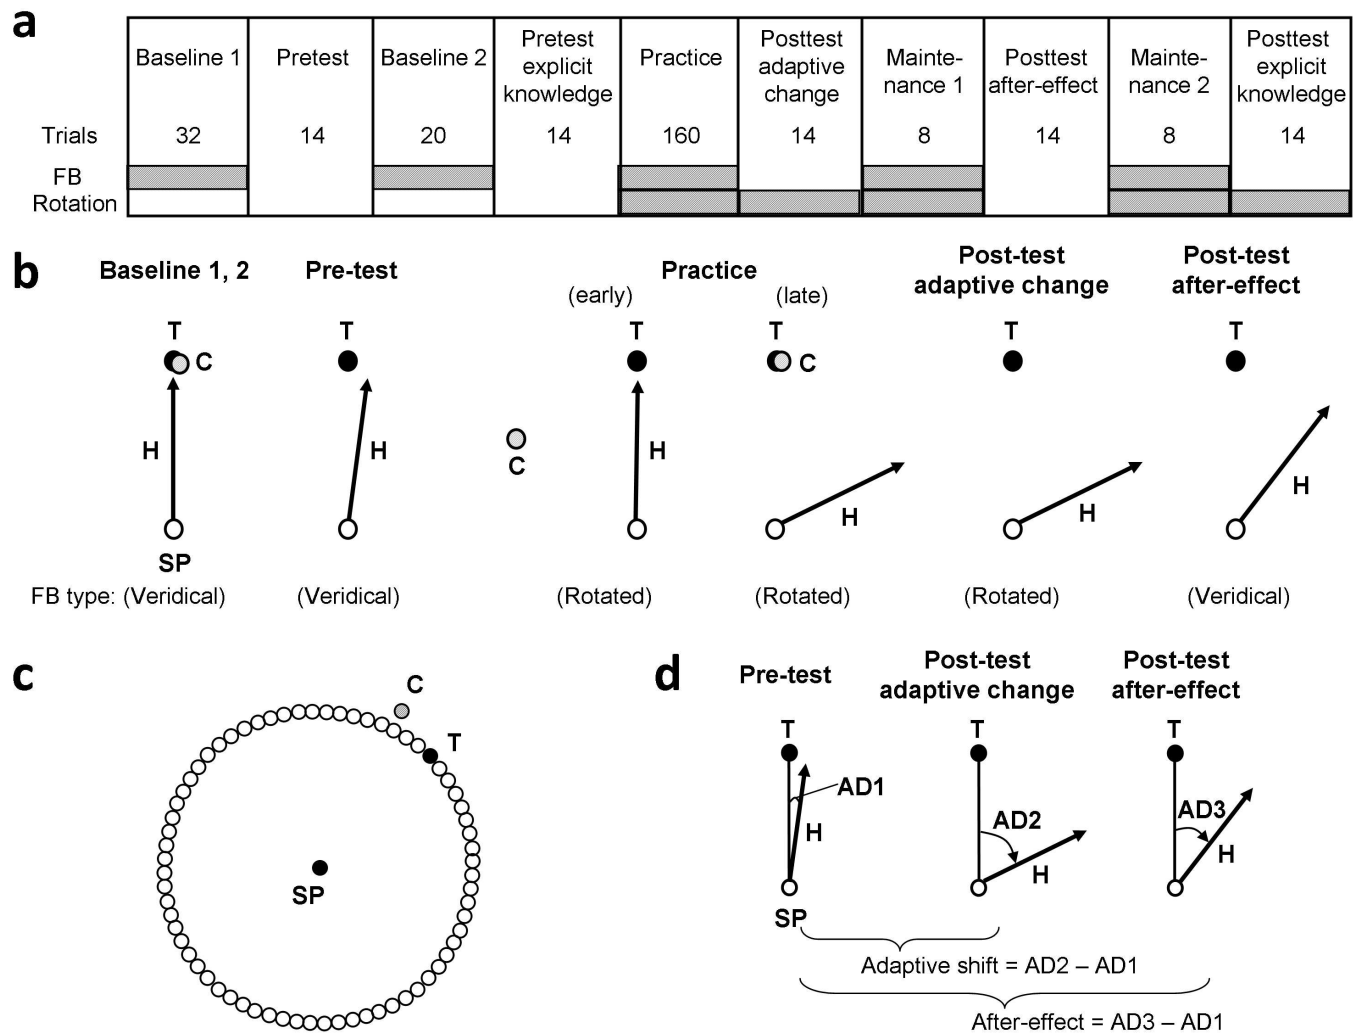 a
Baseline 1
Pretest
Baseline 2
Pretest
explicit
knowledge
Practice
Posttest
adaptive
change
Mainte-
nance 1
Posttest
after-effect
Mainte-
nance 2
Posttest
explicit
knowledge
Trials 32 14 20 14 160 14 8 14 8 14
FB
Rotation
b
Baseline 1, 2
Pre-test
Practice
(early) (late)
Post-test
adaptive change
Post-test
after-effect
T T T T T T
C C
H H H
C
H H H
SP
FB type: (Veridical) (Veridical) (Rotated) (Rotated) (Rotated) (Veridical)
c
C
T
SP
d
Pre-test
Post-test
adaptive change
Post-test
after-effect
T T T
AD1
AD2
AD3
H
H
H
SP
Adaptive shift = AD2 – AD1
After-effect = AD3 – AD1